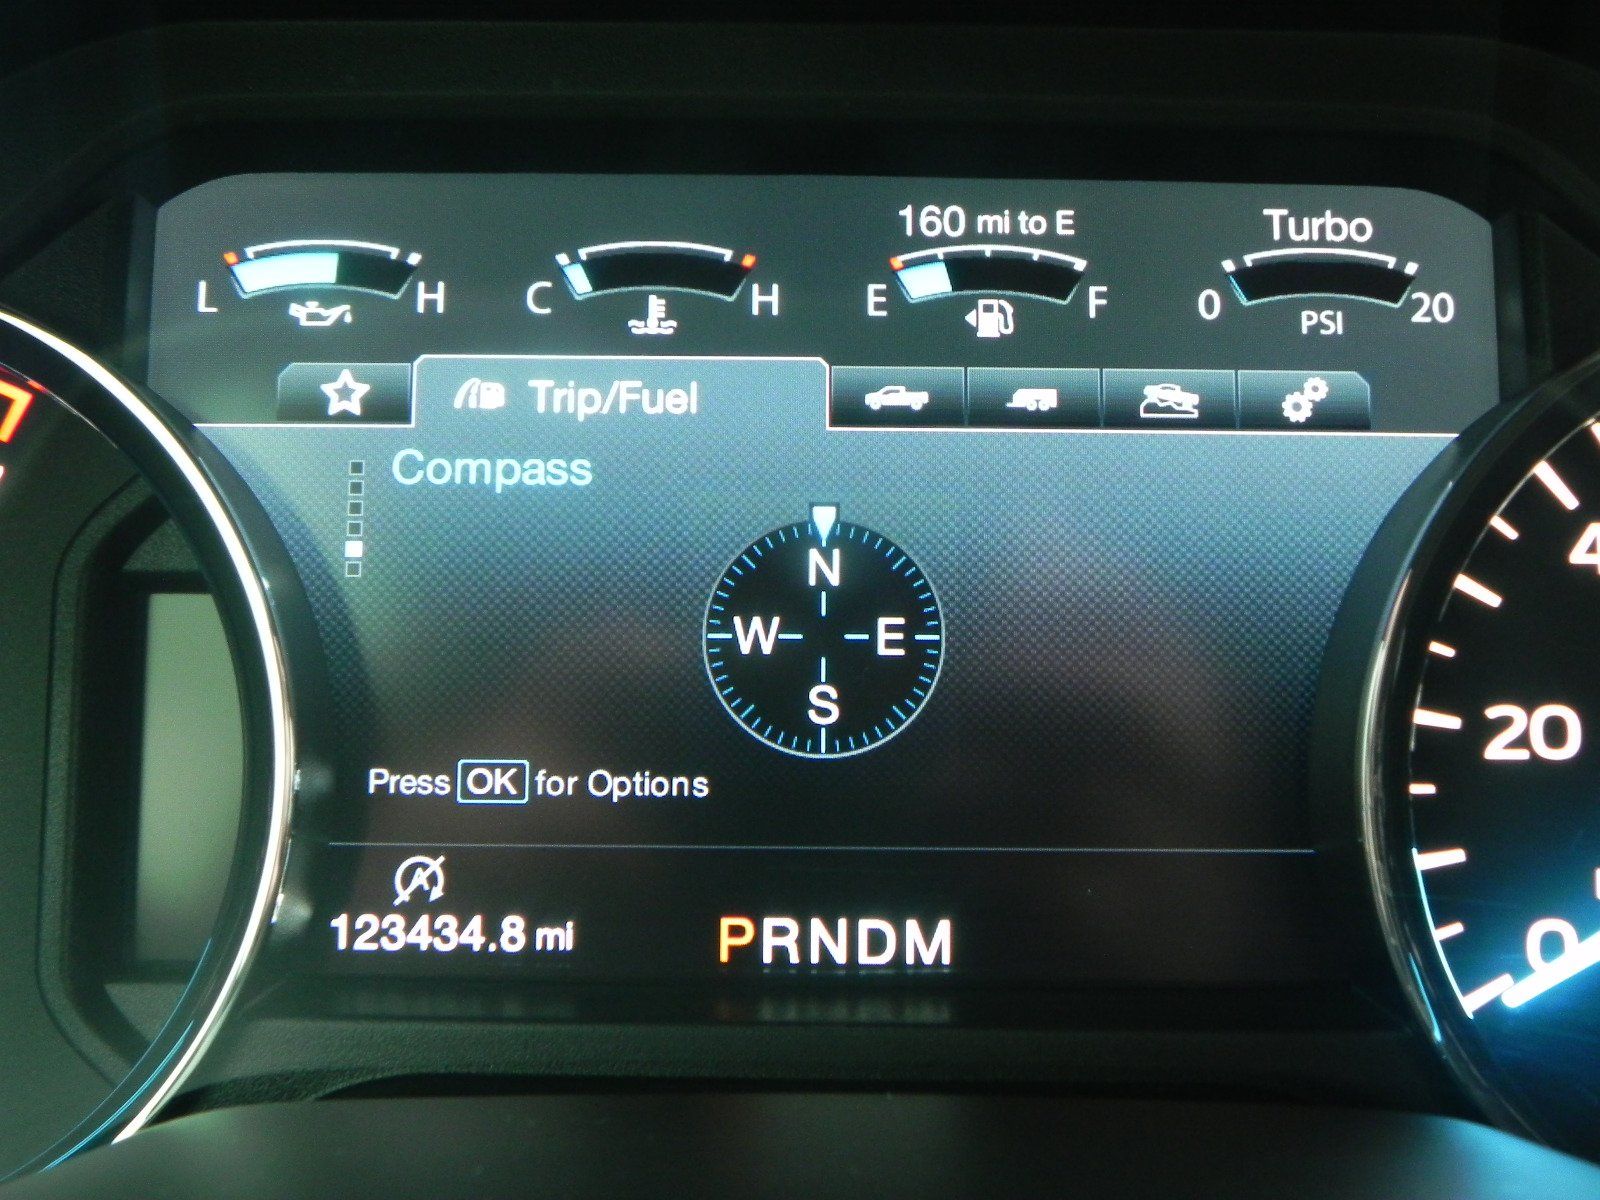 160 mi to E
Turbo
L H
C H
E F
0 20
PSI
Trip/Fuel
Compass
N
W E
S
Press OK for Options
A
123434.8 mi
PRNDM
20
0